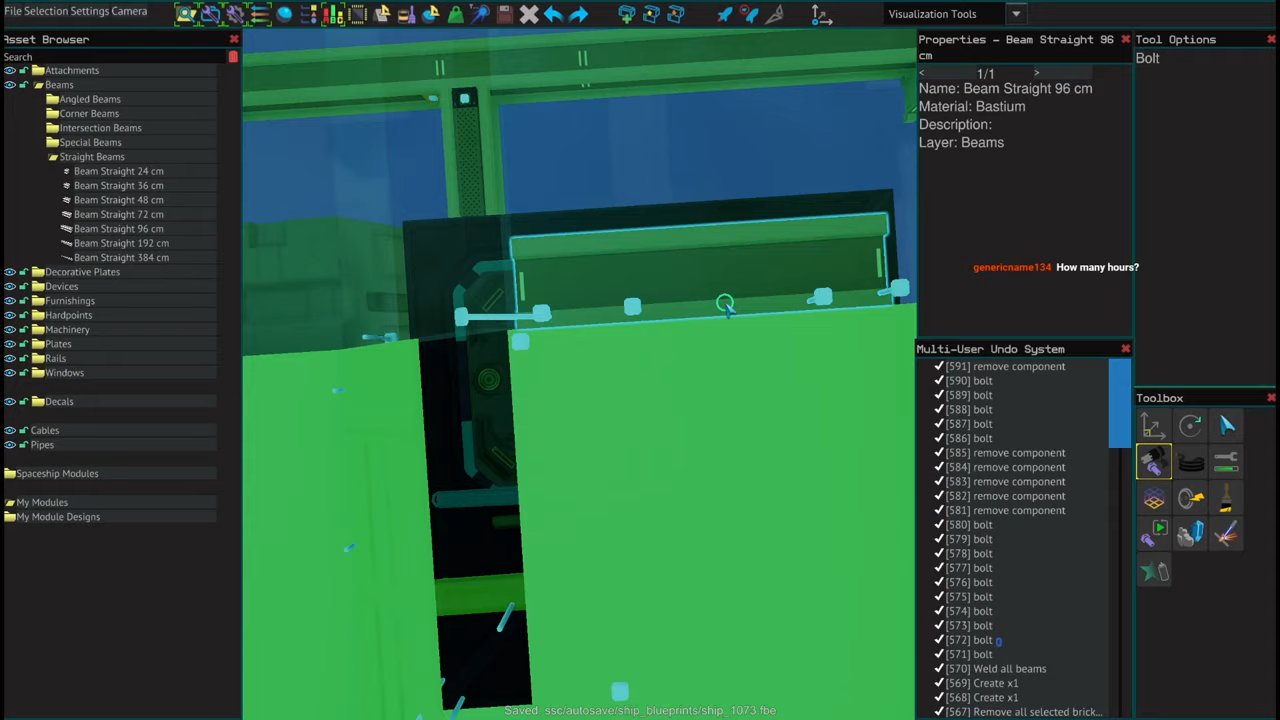 File Selection Settings Camera
Visualization Tools
Asset Browser
Search
Attachments
Beams
Angled Beams
Corner Beams
Intersection Beams
Special Beams
Straight Beams
Beam Straight 24 cm
Beam Straight 36 cm
Beam Straight 48 cm
Beam Straight 72 cm
Beam Straight 96 cm
Beam Straight 192 cm
Beam Straight 384 cm
Decorative Plates
Devices
Furnishings
Hardpoints
Machinery
Plates
Rails
Windows
Decals
Cables
Pipes
Spaceship Modules
My Modules
My Module Designs
Saved: ssc/autosave/ship_blueprints/ship_1073.fbe
Properties - Beam Straight 96
cm
< 1/1 >
Name: Beam Straight 96 cm
Material: Bastium
Description:
Layer: Beams
genericname134 How many hours?
Multi-User Undo System
[591] remove component
[590] bolt
[589] bolt
[588] bolt
[587] bolt
[586] bolt
[585] remove component
[584] remove component
[583] remove component
[582] remove component
[581] remove component
[580] bolt
[579] bolt
[578] bolt
[577] bolt
[576] bolt
[575] bolt
[574] bolt
[573] bolt
[572] bolt
[571] bolt
[570] Weld all beams
[569] Create x1
[568] Create x1
[567] Remove all selected brick...
Tool Options
Bolt
Toolbox